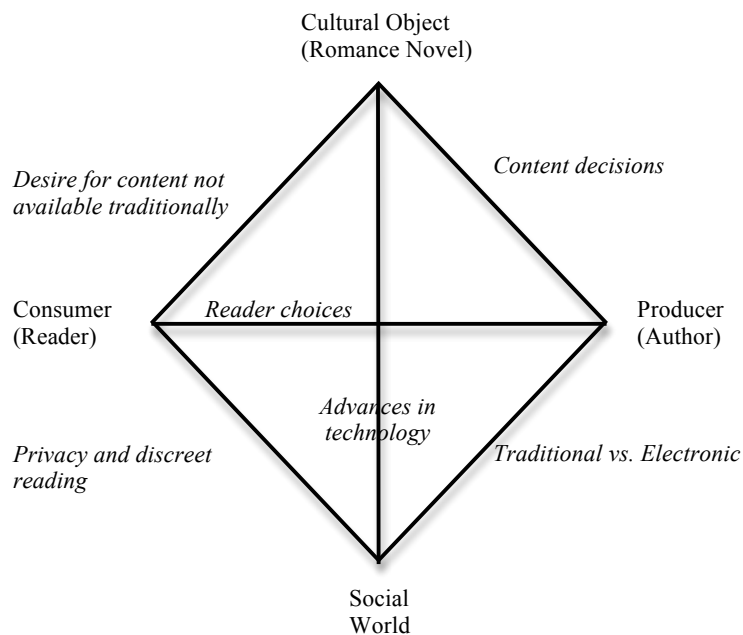 Cultural Object
(Romance Novel)
Desire for content not
available traditionally
Content decisions
Consumer
(Reader)
Reader choices
Producer
(Author)
Advances in
technology
Privacy and discreet
reading
Traditional vs. Electronic
Social
World